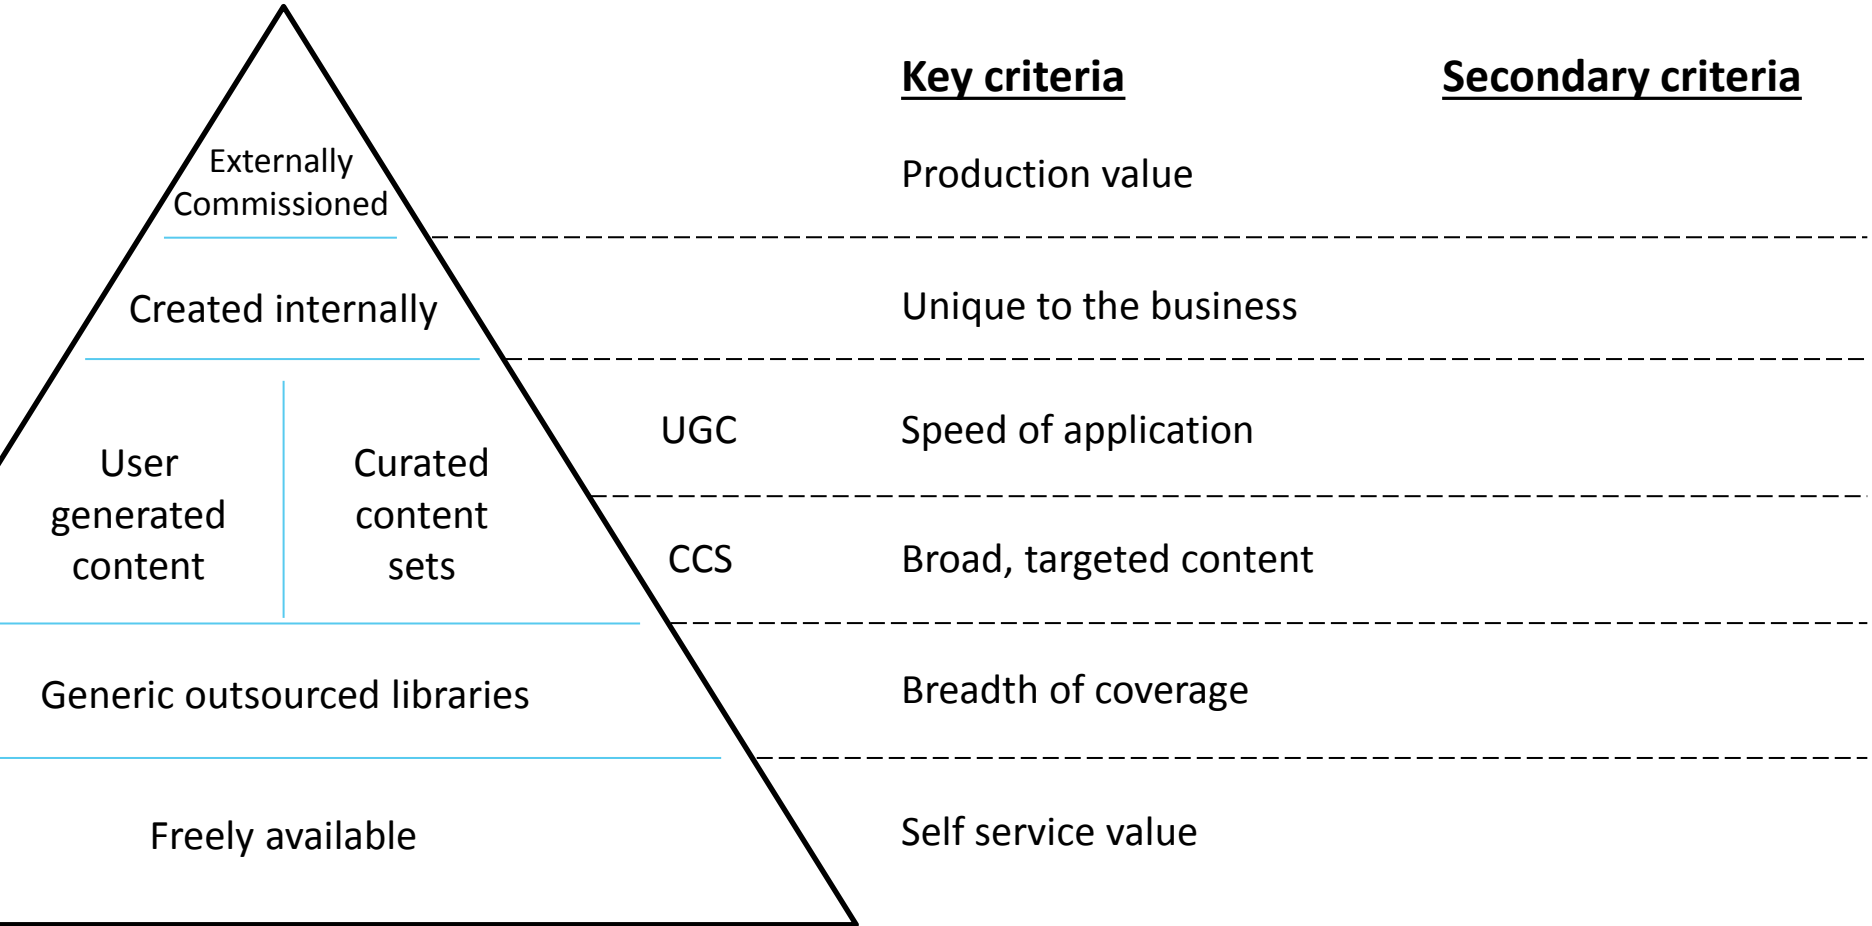 Key criteria
Secondary criteria
Externally
Commissioned
Production value
Created internally
Unique to the business
User
generated
content
Curated
content
sets
UGC
Speed of application
CCS
Broad, targeted content
Generic outsourced libraries
Breadth of coverage
Freely available
Self service value